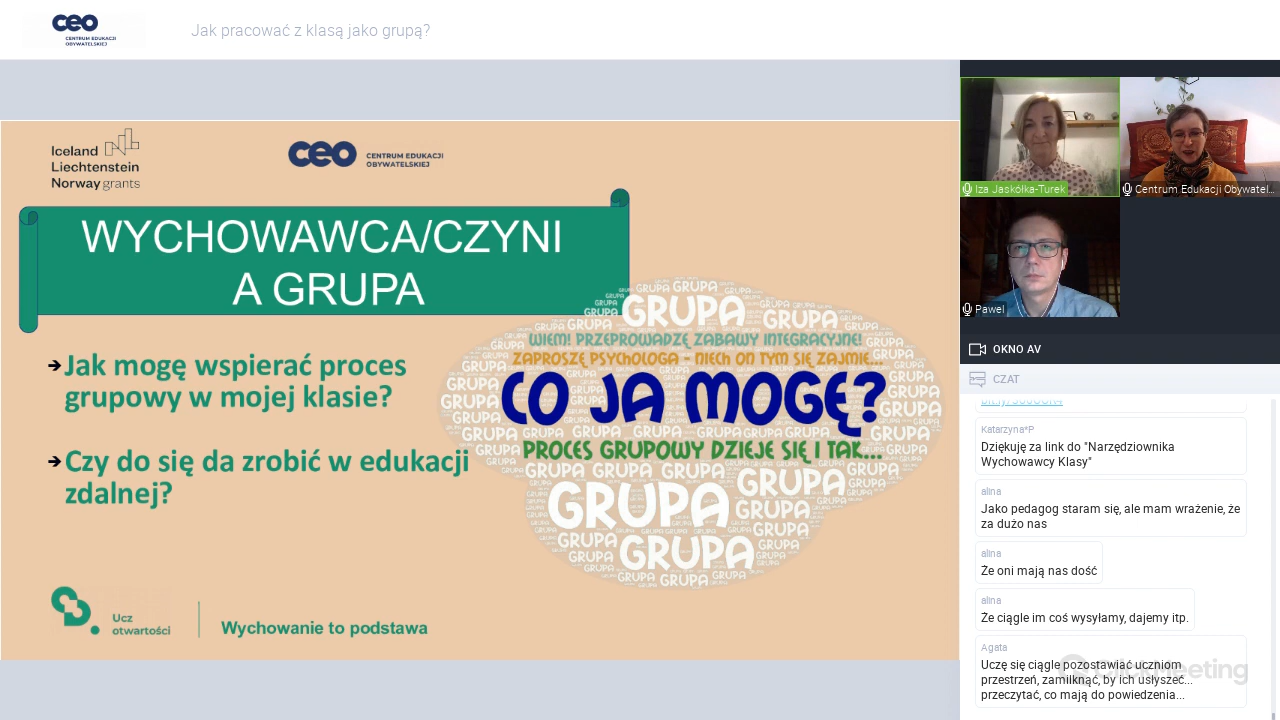 ceo
CENTRUM EDUKACJI
OBYWATELSKIEJ
Jak pracować z klasą jako grupą?
Iceland
Liechtenstein
Norway grants
ceo
CENTRUM EDUKACJI
OBYWATELSKIEJ
WYCHOWAWCA/CZYNI
A GRUPA
Jak mogę wspierać proces
grupowy w mojej klasie?
Czy do się da zrobić w edukacji
zdalnej?
GRUPA
WIEM! PRZEPROWADZĘ ZABAWY INTEGRACYJNE!
ZAPROSZĘ PSYCHOLOGA - NIECH ON TYM SIĘ ZAJMIE...
CO JA MOGĘ?
PROCES GRUPOWY DZIEJE SIĘ I TAK...
GRUPA
GRUPA
GRUPA
GRUPA
Ucz
otwartości
Wychowanie to podstawa
Iza Jaskółka-Turek
Centrum Edukacji Obywatel...
Pawel
OKNO AV
CZAT
Katarzyna*P
Dziękuję za link do "Narzędziownika
Wychowawcy Klasy"
alina
Jako pedagog staram się, ale mam wrażenie, że
za dużo nas
alina
Że oni mają nas dość
alina
Że ciągle im coś wysyłamy, dajemy itp.
Agata
Uczę się ciągle pozostawiać uczniom
przestrzeń, zamilknąć, by ich usłyszeć...
przeczytać, co mają do powiedzenia...
ClickMeeting